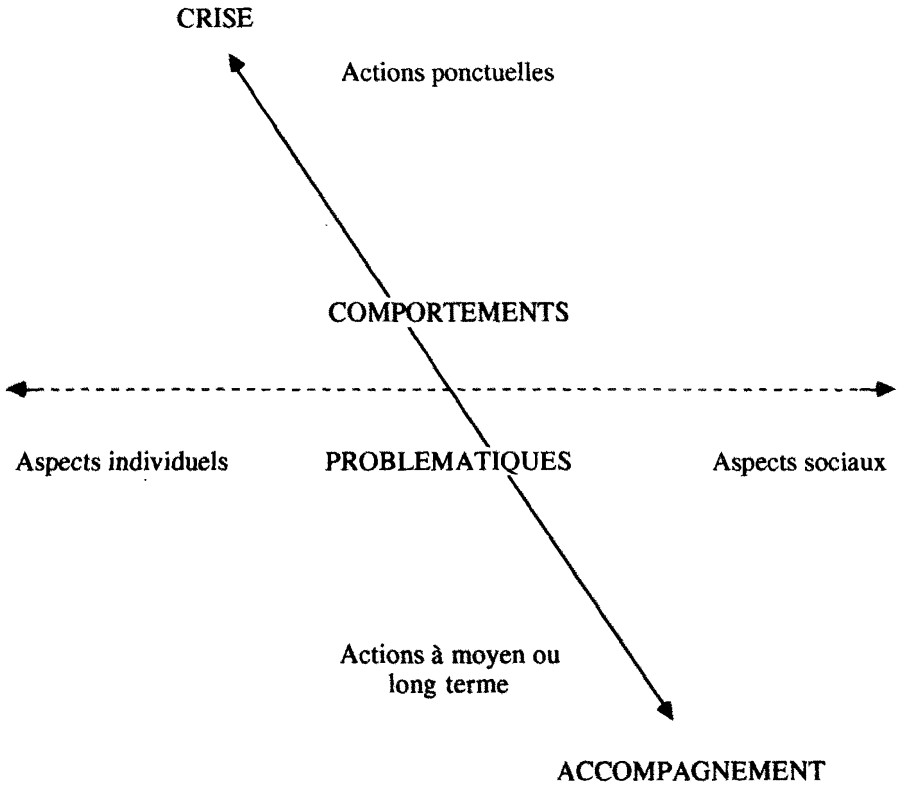 CRISE
Actions ponctuelles
COMPORTEMENTS
Aspects individuels
PROBLEMATIQUES
Aspects sociaux
Actions à moyen ou
long terme
ACCOMPAGNEMENT